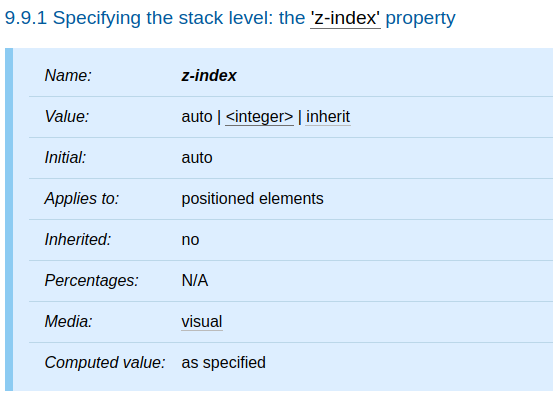 9.9.1 Specifying the stack level: the 'z-index' property
Name: z-index
Value: auto | <integer> | inherit
Initial: auto
Applies to: positioned elements
Inherited: no
Percentages: N/A
Media: visual
Computed value: as specified